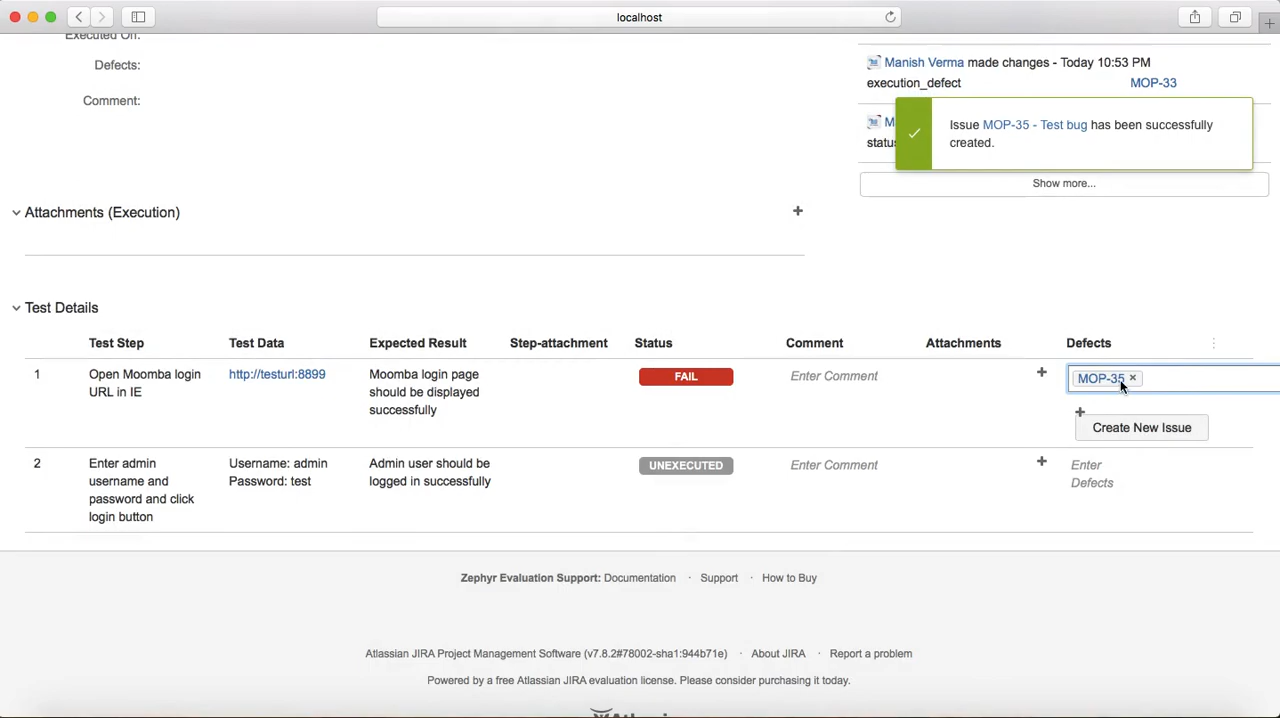 localhost
Executed On:
Defects:
Comment:
Manish Verma made changes - Today 10:53 PM
execution_defect MOP-33
Issue MOP-35 - Test bug has been successfully
created.
Show more...
Attachments (Execution)
Test Details
Test Step Test Data Expected Result Step-attachment Status Comment Attachments Defects
1 Open Moomba login http://testurl:8899 Moomba login page FAIL Enter Comment MOP-35 ×
URL in IE should be displayed
successfully
Create New Issue
2 Enter admin Username: admin Admin user should be UNEXECUTED Enter Comment Enter
username and Password: test logged in successfully Defects
password and click
login button
Zephyr Evaluation Support: Documentation · Support · How to Buy
Atlassian JIRA Project Management Software (v7.8.2#78002-sha1:944b71e) · About JIRA · Report a problem
Powered by a free Atlassian JIRA evaluation license. Please consider purchasing it today.